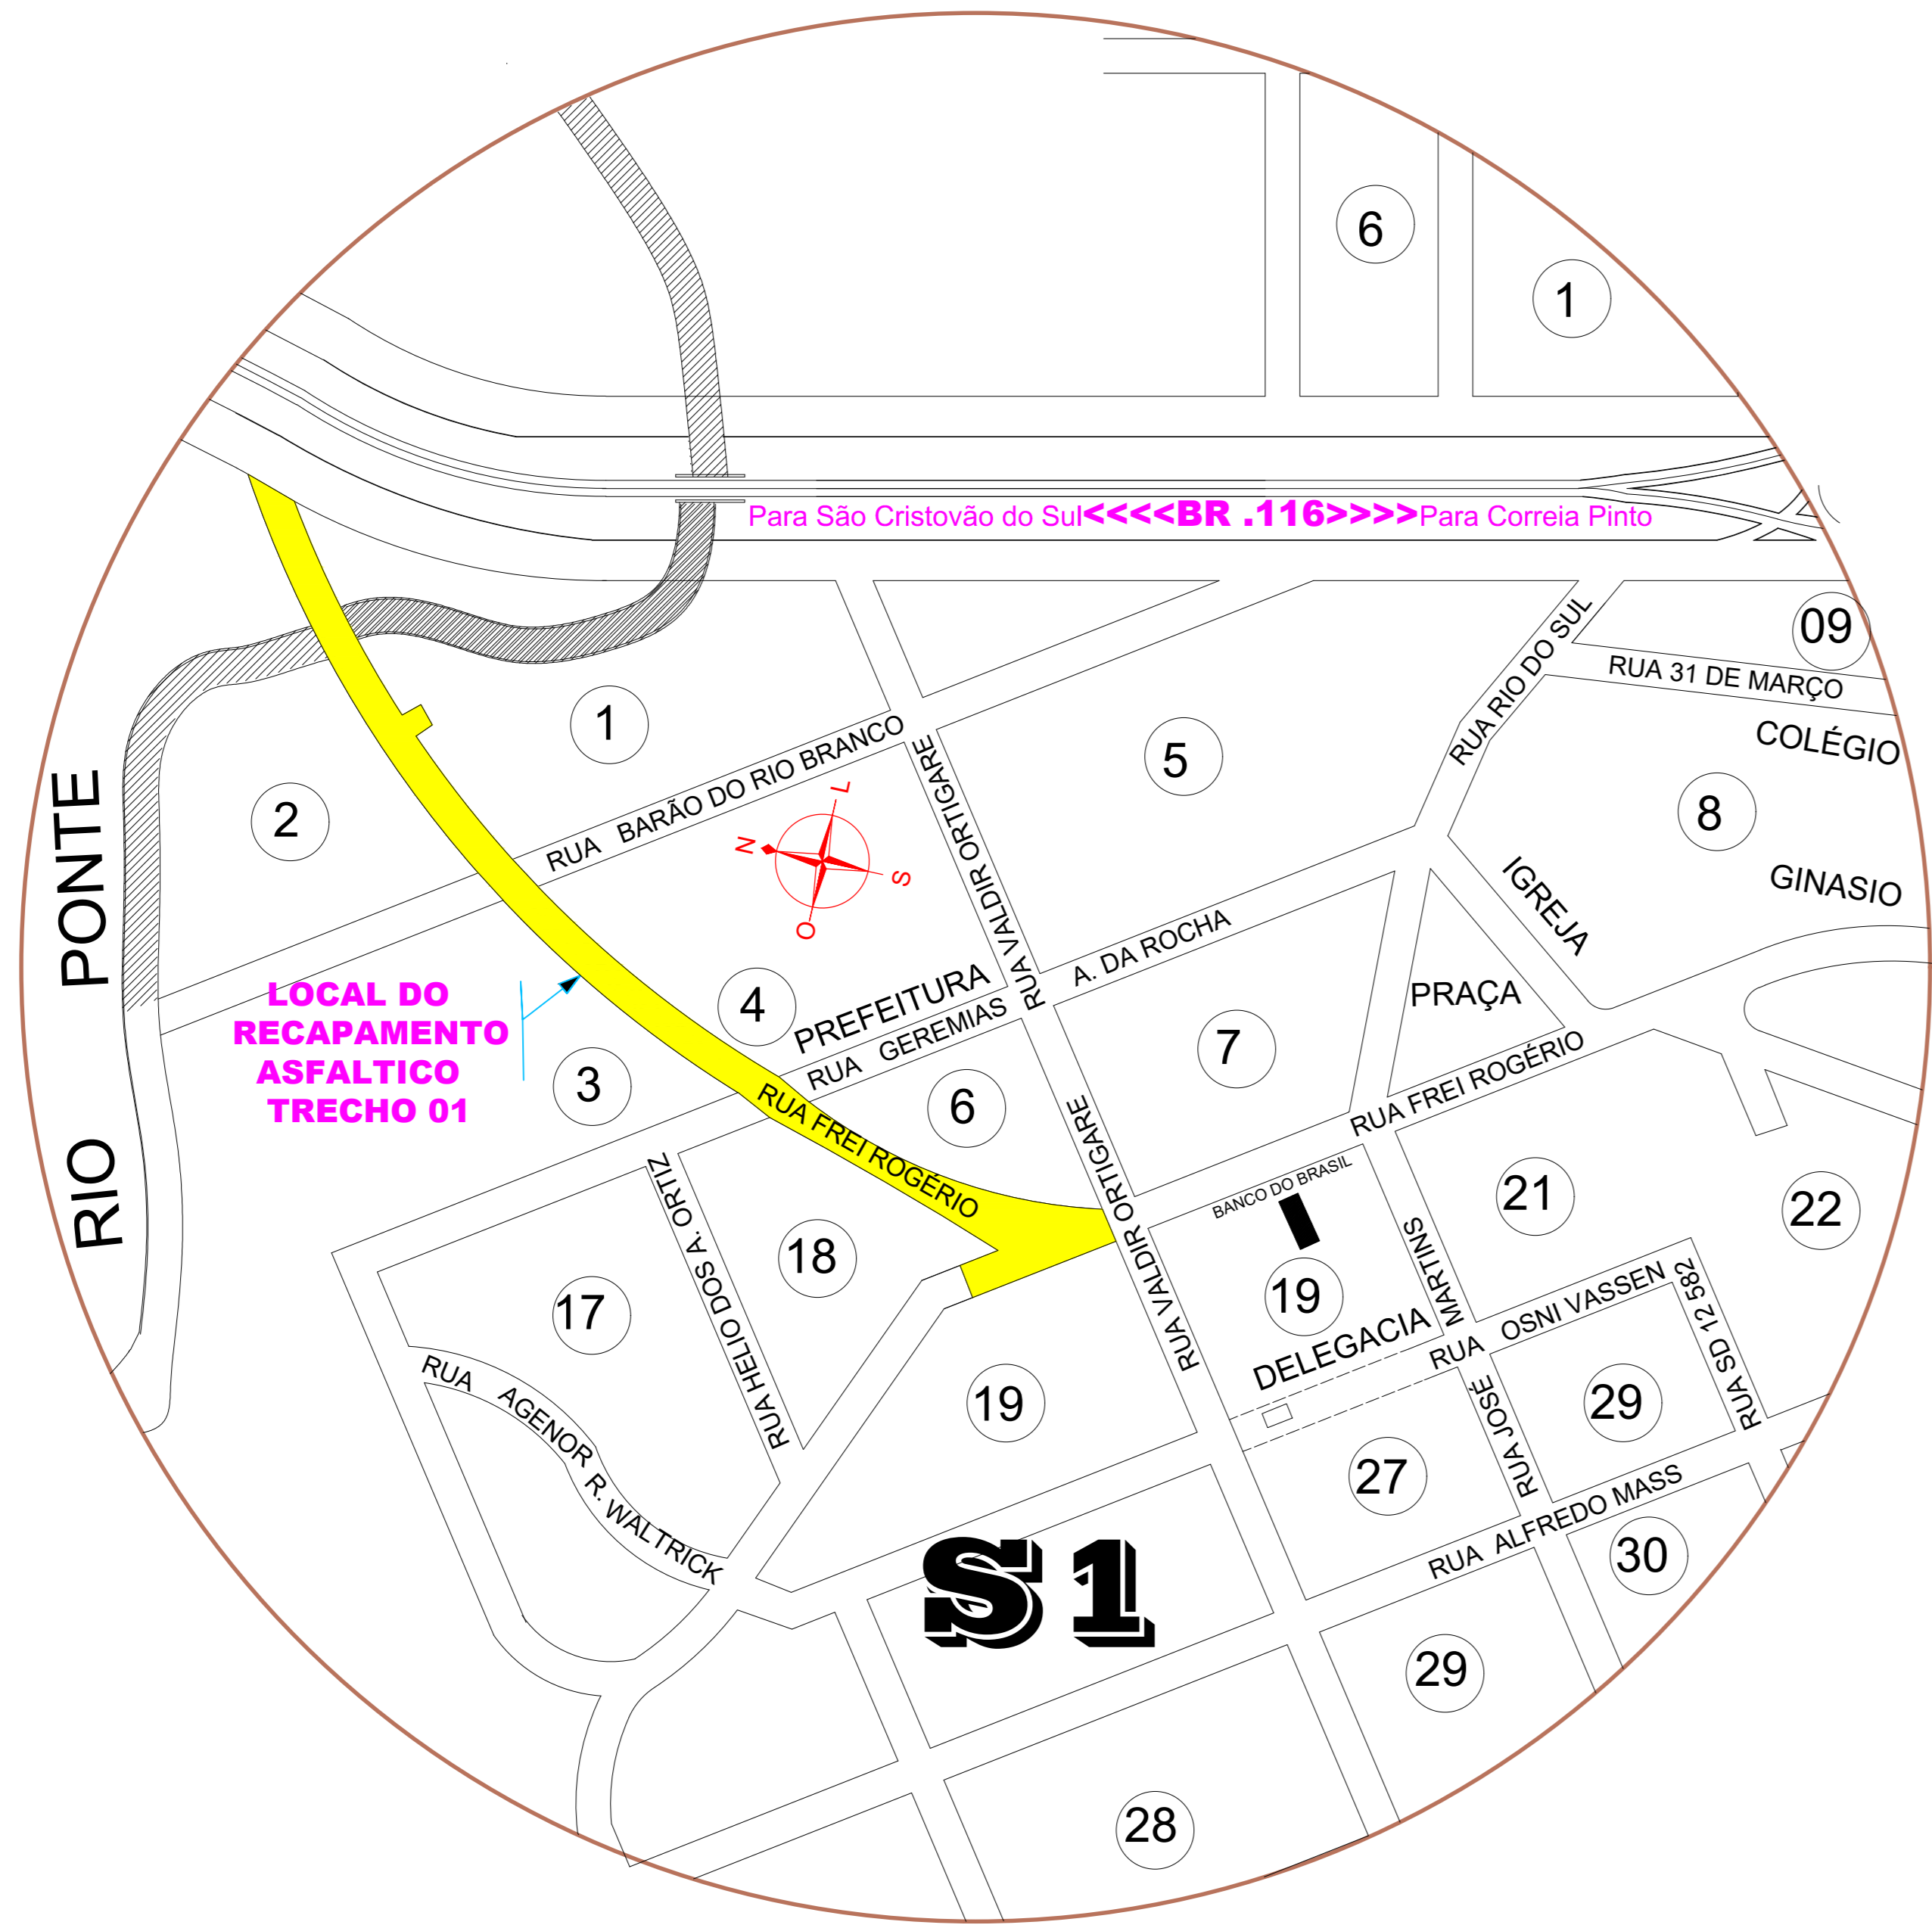 6
1
Para São Cristovão do Sul<<<<BR .116>>>>Para Correia Pinto
09
RUA RIO DO SUL
RUA 31 DE MARÇO
COLÉGIO
1
5
8
2
RUA BARÃO DO RIO BRANCO
RUA VALDIR ORTIGARE
L
N
S
O
GINASIO
IGREJA
A. DA ROCHA
PRAÇA
PREFEITURA
4
RUA GEREMIAS
7
RUA FREI ROGÉRIO
LOCAL DO
RECAPAMENTO
ASFALTICO
TRECHO 01
3
6
RUA FREI ROGÉRIO
RIO PONTE
RUA VALDIR ORTIGARE
BANCO DO BRASIL
21
22
RUA HELIO DOS A. ORTIZ
18
17
19
MARTINS
DELEGACIA
RUA OSNI VASSEN
RUA SD 12 582
RUA AGENOR R. WALTRICK
19
27
RUA JOSÉ
29
RUA ALFREDO MASS
30
S1
29
28